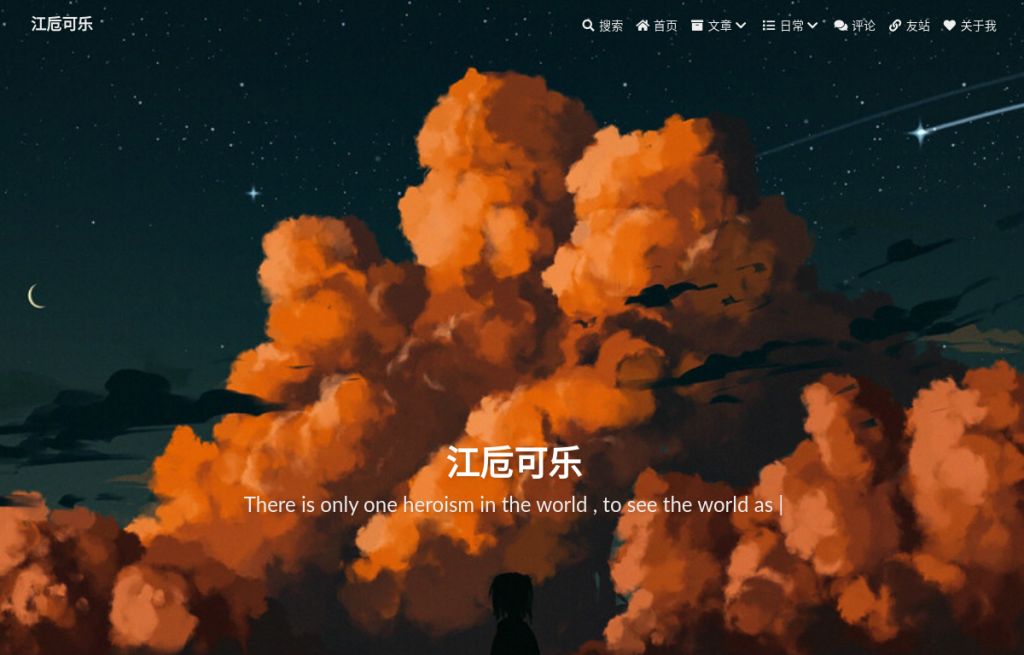 江卮可乐
搜索 首页 文章 日常 评论 友站 关于我
江卮可乐
There is only one heroism in the world , to see the world as |